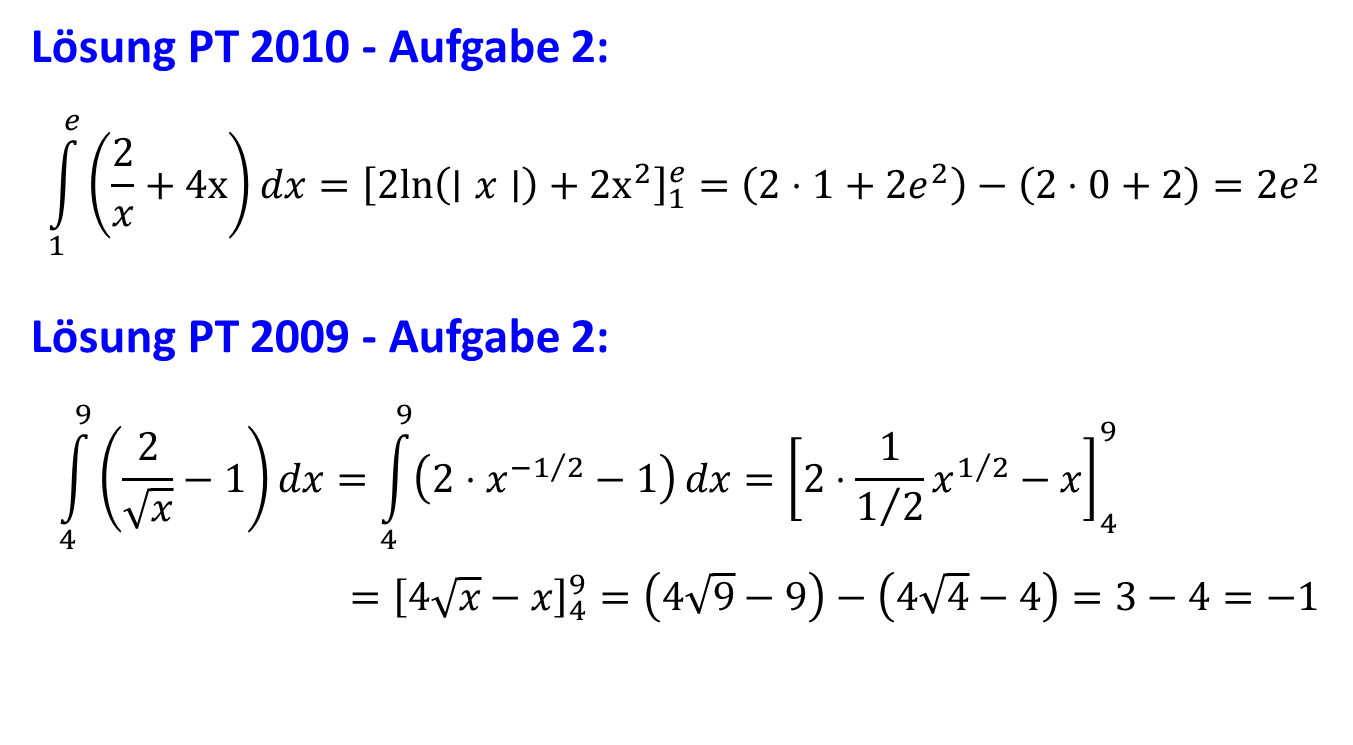 Lösung PT 2010 - Aufgabe 2:
∫₁ᵉ (2/x + 4x) dx = [2ln(| x |) + 2x²]₁ᵉ = (2 · 1 + 2e²) − (2 · 0 + 2) = 2e²
Lösung PT 2009 - Aufgabe 2:
∫₄⁹ (2/√x − 1) dx = ∫₄⁹ (2 · x^(−1/2) − 1) dx = [2 · 1/(1/2) x^(1/2) − x]₄⁹
= [4√x − x]₄⁹ = (4√9 − 9) − (4√4 − 4) = 3 − 4 = −1